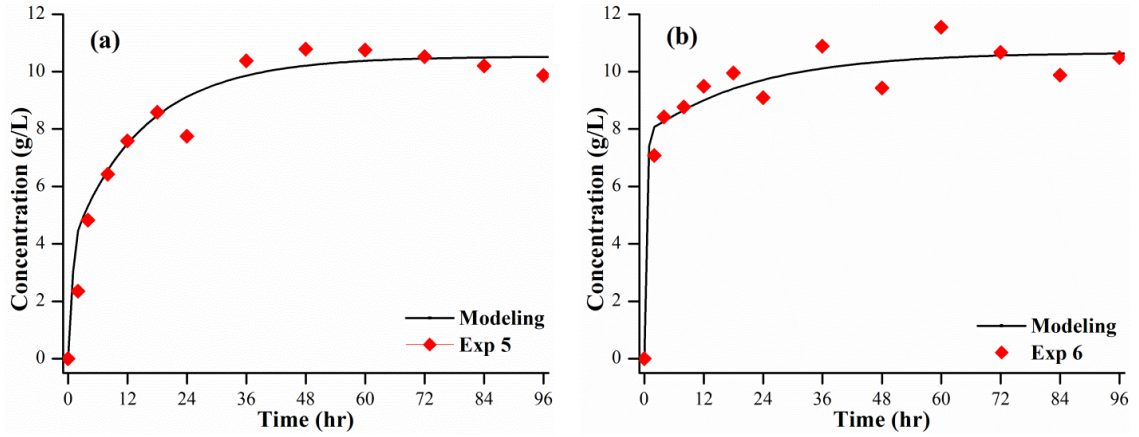 (a)
Concentration (g/L)
12
10
8
6
4
2
0
Modeling
Exp 5
0 12 24 36 48 60 72 84 96
Time (hr)
(b)
Concentration (g/L)
12
10
8
6
4
2
0
Modeling
Exp 6
0 12 24 36 48 60 72 84 96
Time (hr)